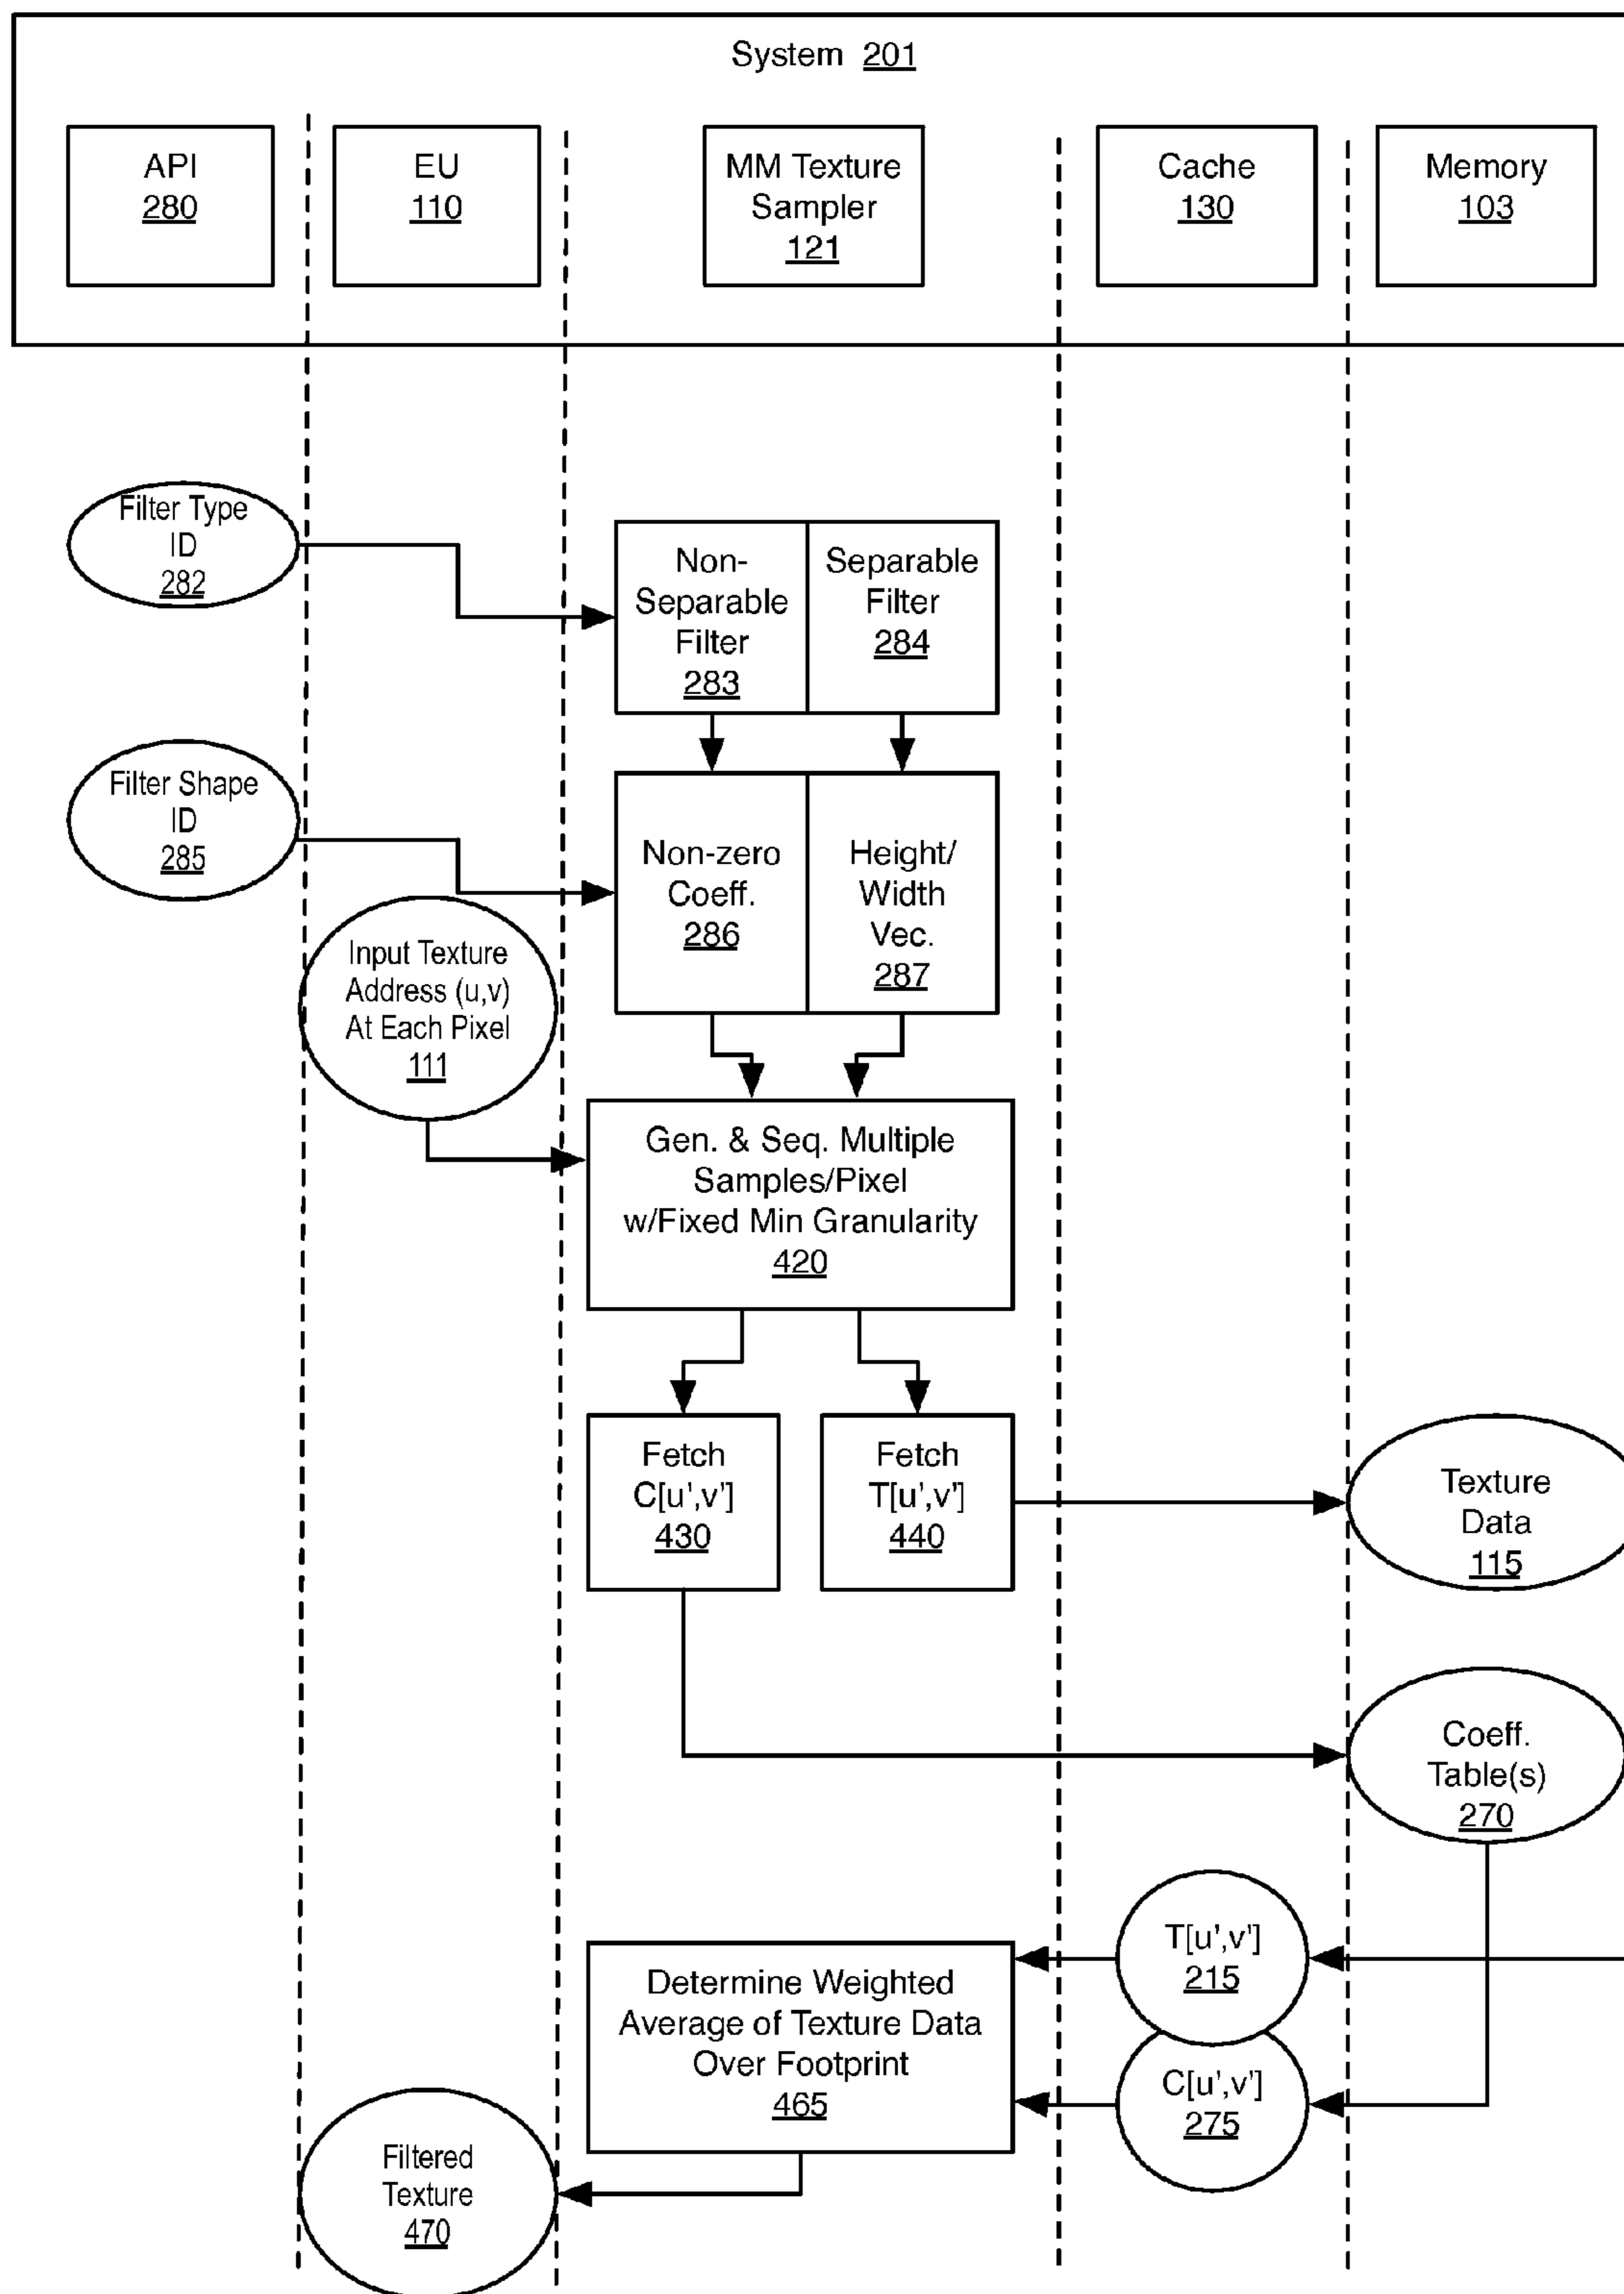 System 201
API
280
EU
110
MM Texture
Sampler
121
Cache
130
Memory
103
Filter Type
ID
282
Non-
Separable
Filter
283
Separable
Filter
284
Filter Shape
ID
285
Non-zero
Coeff.
286
Height/
Width
Vec.
287
Input Texture
Address (u,v)
At Each Pixel
111
Gen. & Seq. Multiple
Samples/Pixel
w/Fixed Min Granularity
420
Fetch
C[u',v']
430
Fetch
T[u',v']
440
Texture
Data
115
Coeff.
Table(s)
270
T[u',v']
215
Determine Weighted
Average of Texture Data
Over Footprint
465
C[u',v']
275
Filtered
Texture
470